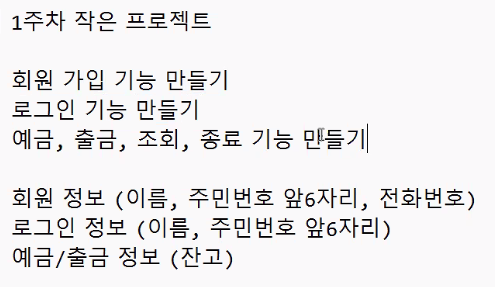 1주차 작은 프로젝트
회원 가입 기능 만들기
로그인 기능 만들기
예금, 출금, 조회, 종료 기능 만들기
회원 정보 (이름, 주민번호 앞6자리, 전화번호)
로그인 정보 (이름, 주민번호 앞6자리)
예금/출금 정보 (잔고)